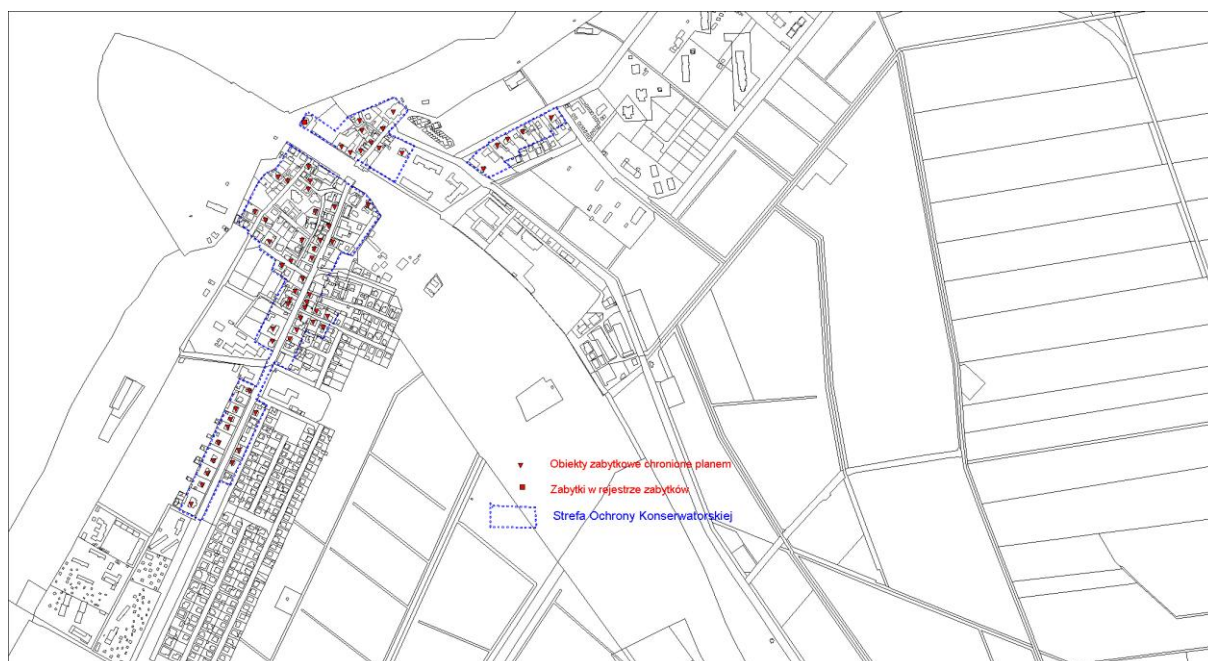 Obiekty zabytkowe chronione planem
Zabytki w rejestrze zabytków
Strefa Ochrony Konserwatorskiej